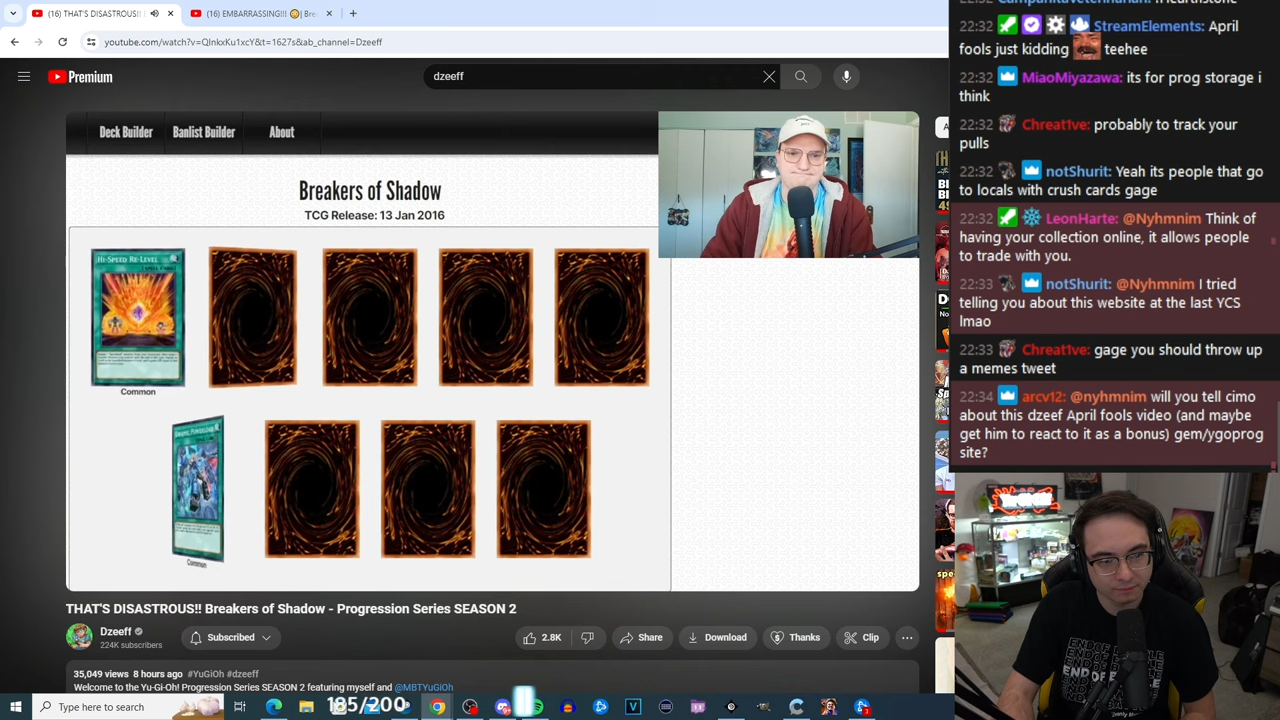 (16) THAT'S DISASTROUS!!
(16) EMBARRASSING!!! | Bre
youtube.com/watch?v=QInkxKu1xcY&t=1627s&ab_channel=Dzeeff
Premium
dzeeff
Deck Builder
Banlist Builder
About
Breakers of Shadow
TCG Release: 13 Jan 2016
Hi-Speed Re-Level
Common
Common
THAT'S DISASTROUS!! Breakers of Shadow - Progression Series SEASON 2
Dzeeff
224K subscribers
Subscribed
2.8K
Share
Download
Thanks
Clip
35,049 views 8 hours ago #YuGiOh #dzeeff
Welcome to the Yu-Gi-Oh! Progression Series SEASON 2 featuring myself and @MBTYuGiOh
22:32 StreamElements: April
fools just kidding teehee
22:32 MiaoMiyazawa: its for prog storage i
think
22:32 Chreat1ve: probably to track your
pulls
22:32 notShurit: Yeah its people that go
to locals with crush cards gage
22:32 LeonHarte: @Nyhmnim Think of
having your collection online, it allows people
to trade with you.
22:33 notShurit: @Nyhmnim I tried
telling you about this website at the last YCS
lmao
22:33 Chreat1ve: gage you should throw up
a memes tweet
22:34 arcv12: @nyhmnim will you tell cimo
about this dzeef April fools video (and maybe
get him to react to it as a bonus) gem/ygoprog
site?
END OF
Type here to search
185/200